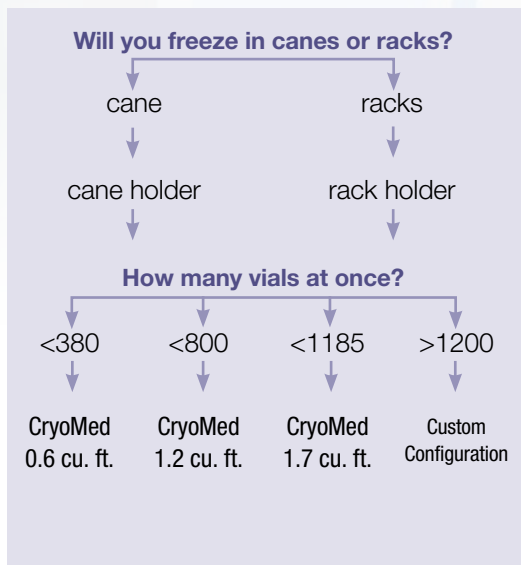 Will you freeze in canes or racks?
cane racks
cane holder rack holder
How many vials at once?
<380 <800 <1185 >1200
CryoMed CryoMed CryoMed Custom
0.6 cu. ft. 1.2 cu. ft. 1.7 cu. ft. Configuration